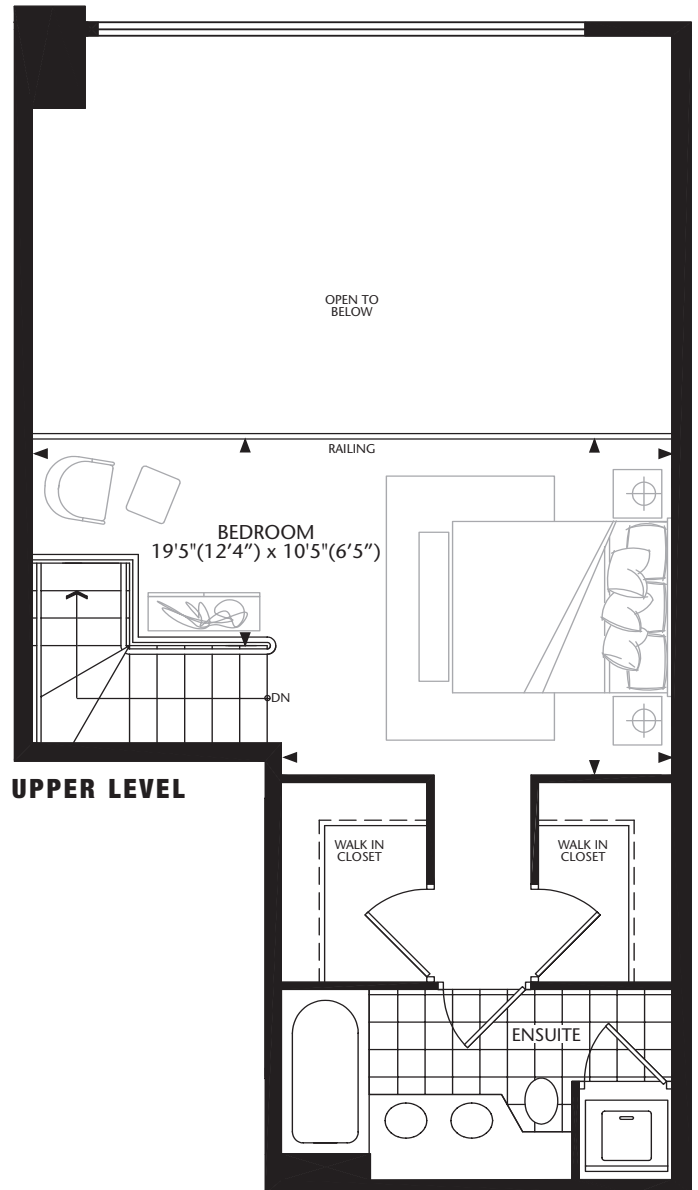 OPEN TO
BELOW
RAILING
BEDROOM
19'5"(12'4") x 10'5"(6'5")
DN
UPPER LEVEL
WALK IN
CLOSET
WALK IN
CLOSET
ENSUITE